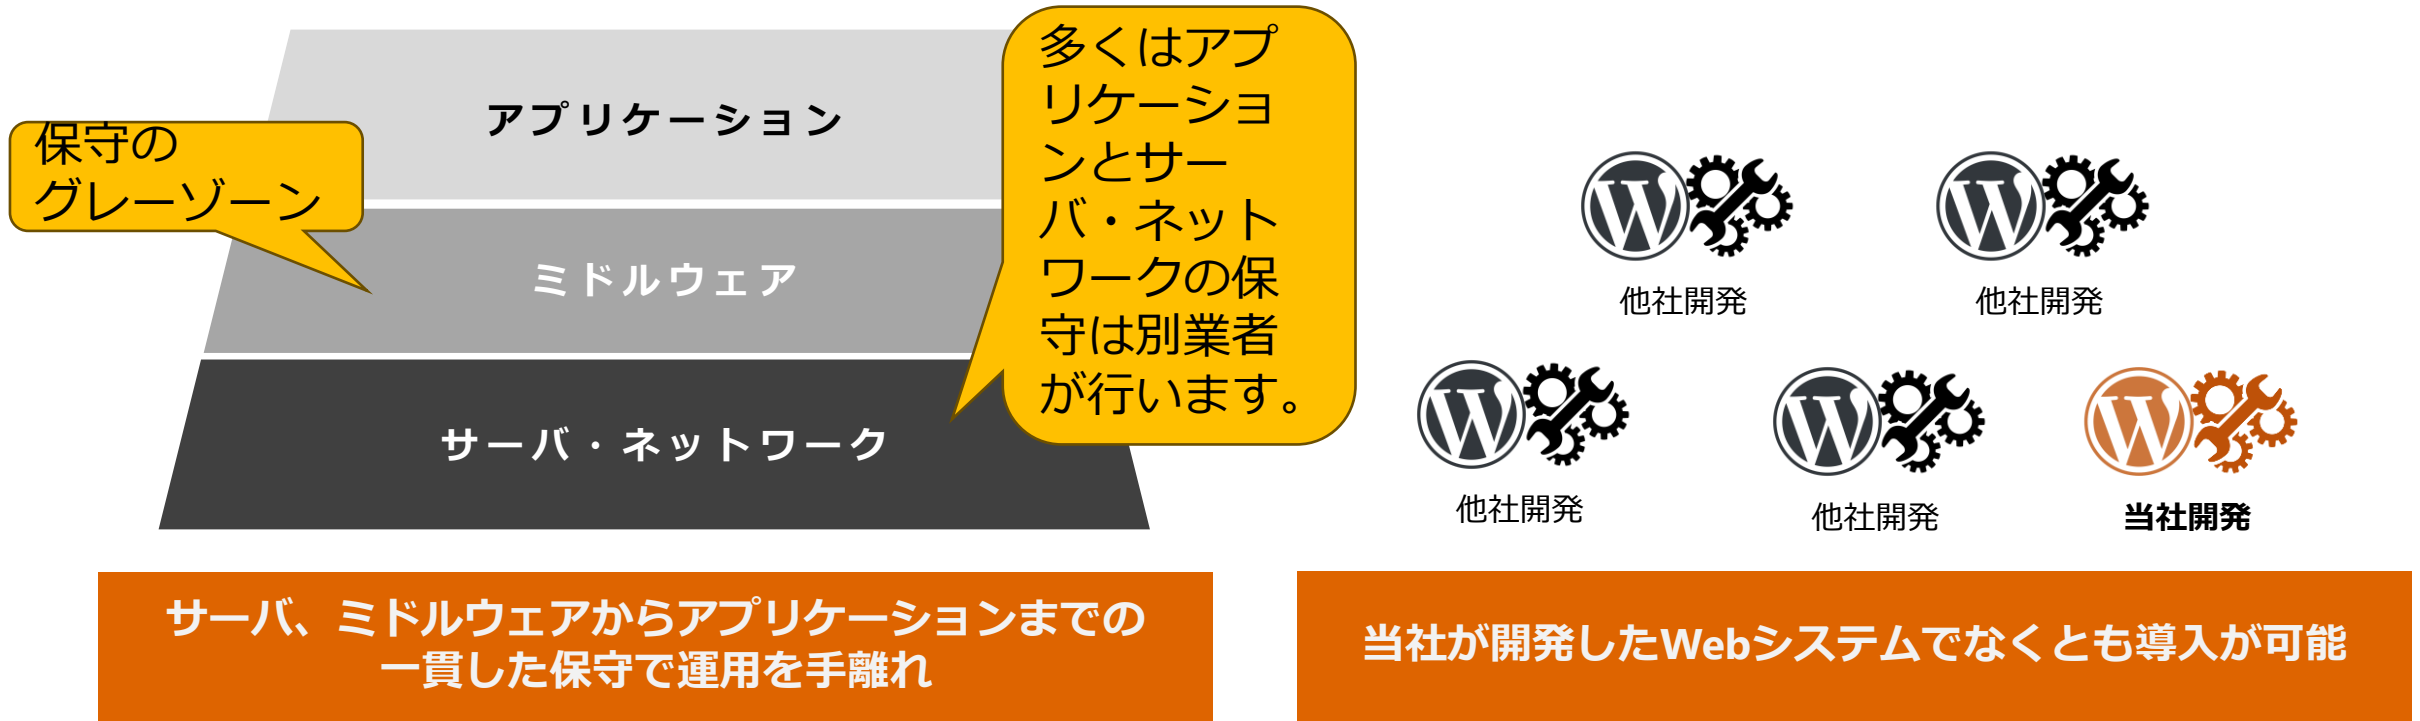 アプリケーション
保守の
グレーゾーン
ミドルウェア
サーバ・ネットワーク
多くはアプ
リケーショ
ンとサー
バ・ネット
ワークの保
守は別業者
が行います。
サーバ、ミドルウェアからアプリケーションまでの
一貫した保守で運用を手離れ
他社開発
他社開発
他社開発
他社開発
当社開発
当社が開発したWebシステムでなくとも導入が可能